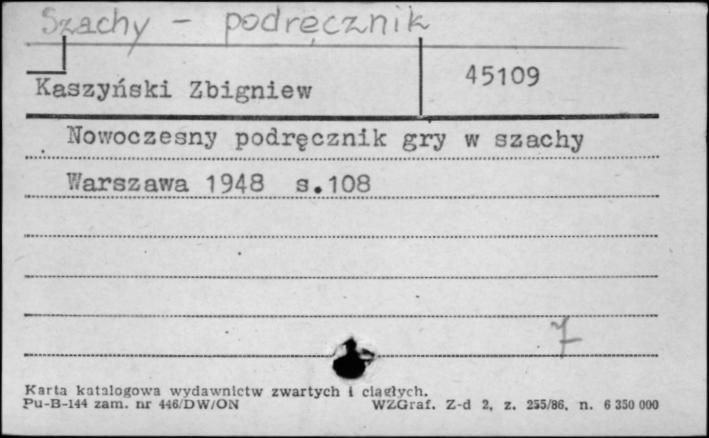 Szachy - podręcznik
Kaszyński Zbigniew
45109
Nowoczesny podręcznik gry w szachy
Warszawa 1948 s.108
7
Karta katalogowa wydawnictw zwartych i ciągłych.
Pu-B-144 zam. nr 446/DW/ON WZGraf. Z-d 2, z. 255/86, n. 6 350 000